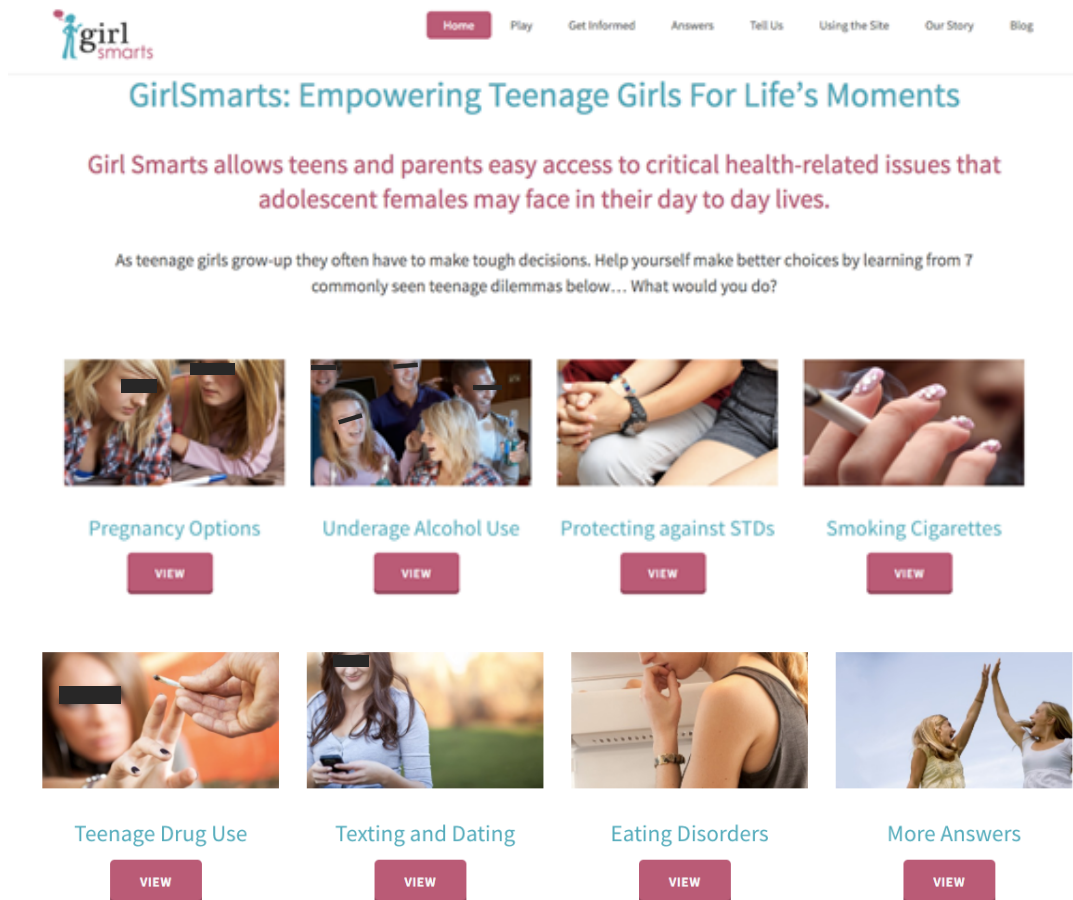 girl
smarts
Home Play Get Informed Answers Tell Us Using the Site Our Story Blog
GirlSmarts: Empowering Teenage Girls For Life’s Moments
Girl Smarts allows teens and parents easy access to critical health-related issues that
adolescent females may face in their day to day lives.
As teenage girls grow-up they often have to make tough decisions. Help yourself make better choices by learning from 7
commonly seen teenage dilemmas below… What would you do?
Pregnancy Options Underage Alcohol Use Protecting against STDs Smoking Cigarettes
VIEW VIEW VIEW VIEW
Teenage Drug Use Texting and Dating Eating Disorders More Answers
VIEW VIEW VIEW VIEW